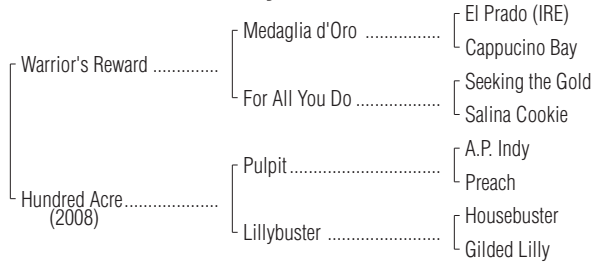 El Prado (IRE)
Medaglia d'Oro ................
Cappucino Bay
Warrior's Reward ..............
Seeking the Gold
For All You Do ..................
Salina Cookie
A.P. Indy
Pulpit................................
Preach
Hundred Acre....................
(2008)
Housebuster
Lillybuster ........................
Gilded Lilly